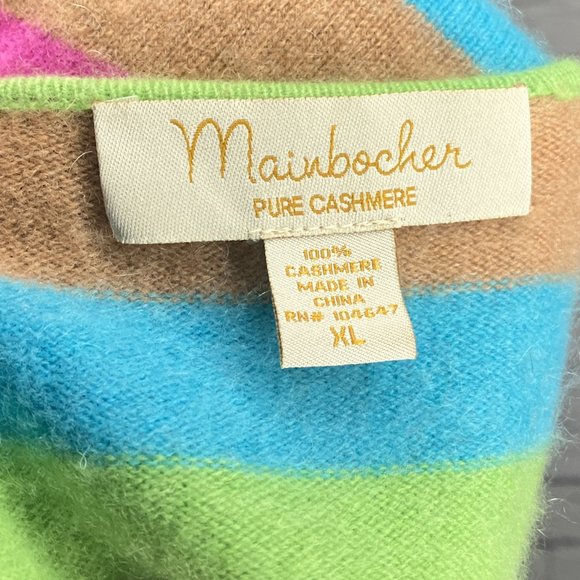 Mainbocher
PURE CASHMERE
100%
CASHMERE
MADE IN
CHINA
RN# 104647
XL